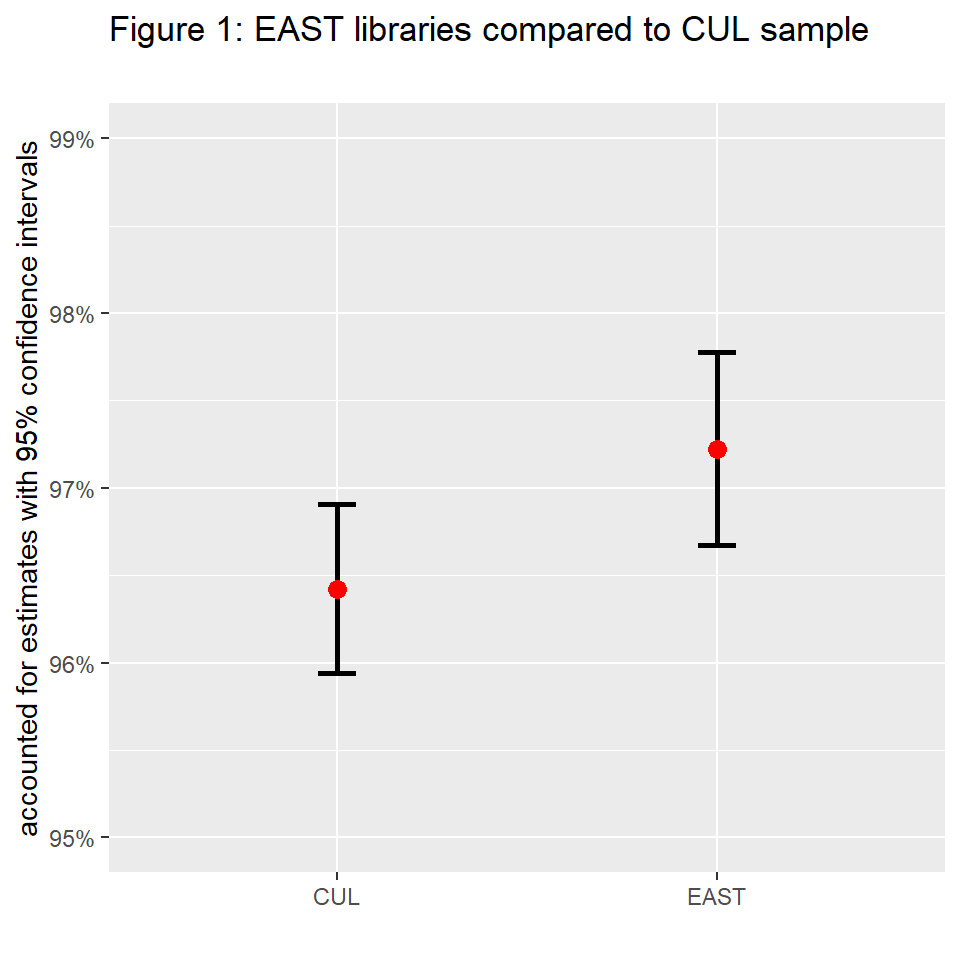 Figure 1: EAST libraries compared to CUL sample
accounted for estimates with 95% confidence intervals
99%
98%
97%
96%
95%
CUL
EAST